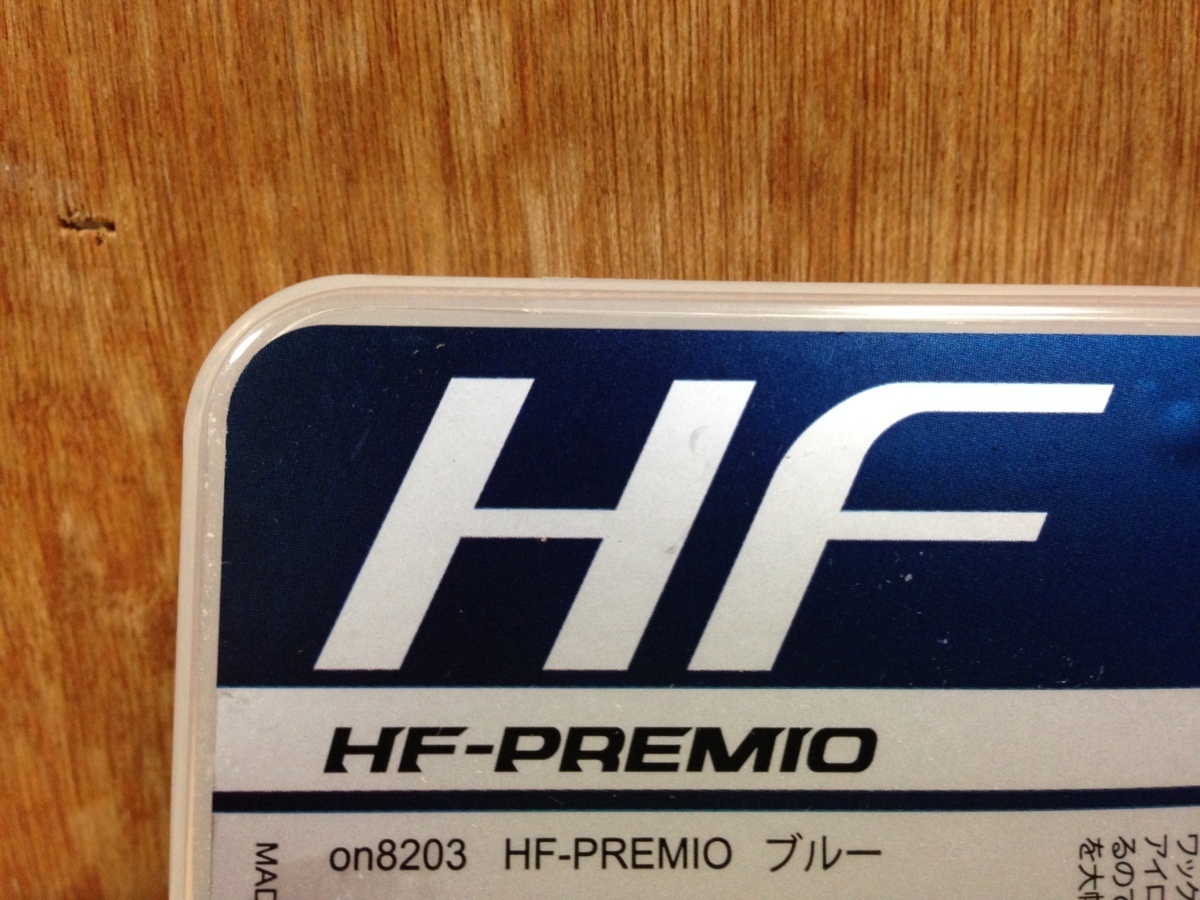 HF
HF-PREMIO
on8203 HF-PREMIO ブルー